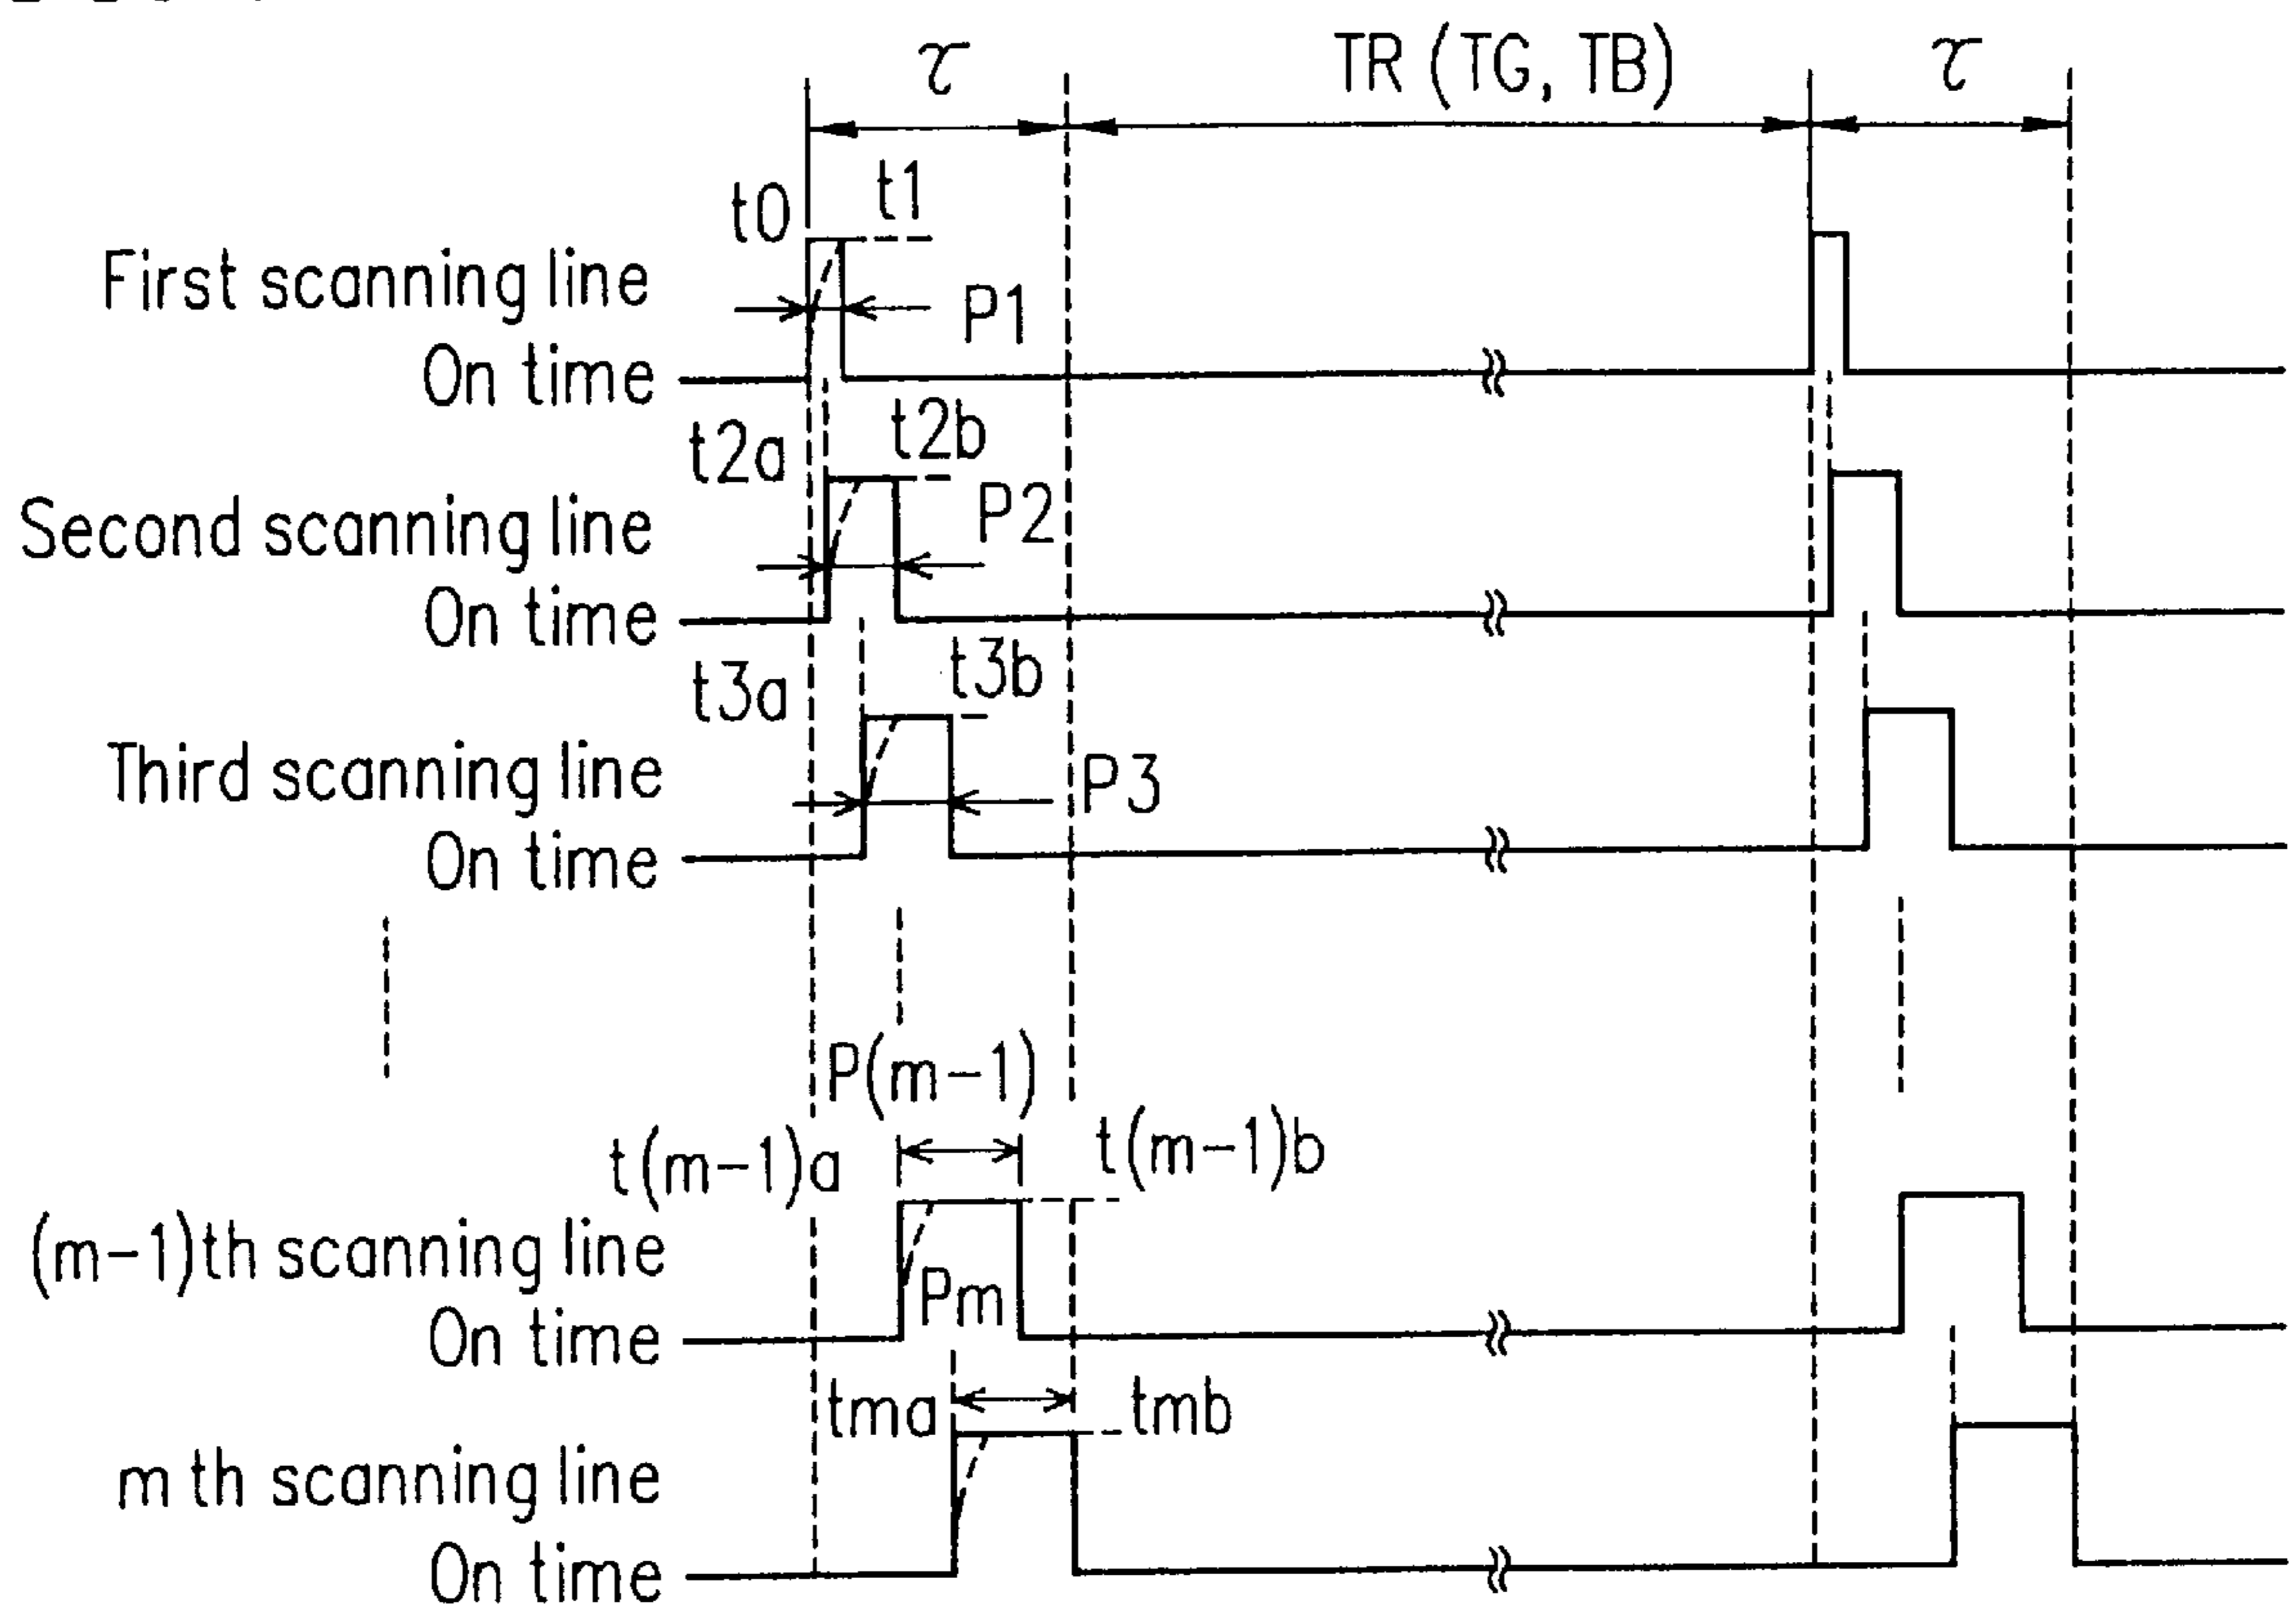 τ TR (TG, TB) τ
t0 t1
First scanning line
On time
P1
t2a t2b
Second scanning line
On time
P2
t3a t3b
Third scanning line
On time
P3
P(m-1)
t(m-1)a t(m-1)b
(m-1)th scanning line
On time
Pm
tma tmb
m th scanning line
On time